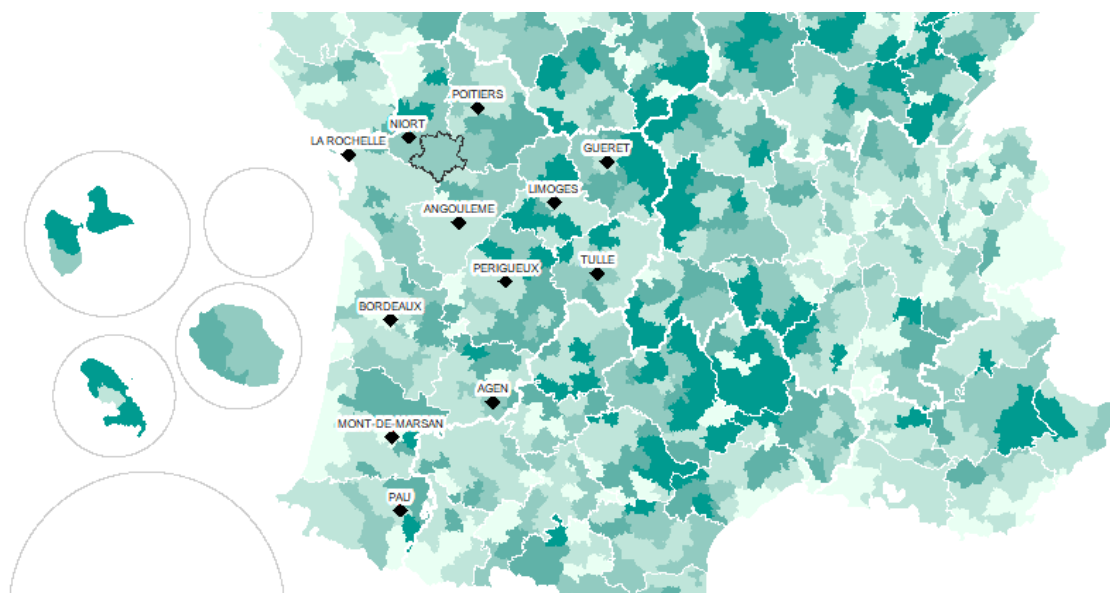 POITIERS
NIORT
LA ROCHELLE
GUERET
LIMOGES
ANGOULEME
TULLE
PERIGUEUX
BORDEAUX
AGEN
MONT-DE-MARSAN
PAU